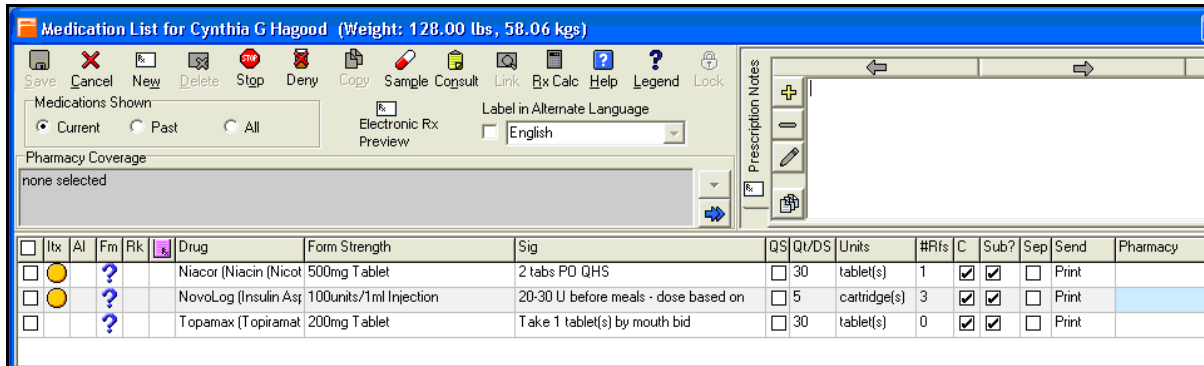 Medication List for Cynthia G Hagood (Weight: 128.00 lbs, 58.06 kgs)
Save Cancel New Delete Stop Deny Copy Sample Consult Link Rx Calc Help Legend Lock
STOP
Medications Shown
Current Past All
Electronic Rx
Preview
Label in Alternate Language
English
Pharmacy Coverage
none selected
Prescription Notes
Itx Al Fm Rk Drug Form Strength Sig QS Qt/DS Units #Rfs C Sub? Sep Send Pharmacy
Niacor (Niacin (Nicot 500mg Tablet 2 tabs PO QHS 30 tablet(s) 1 Print
NovoLog (Insulin Asp 100units/1ml Injection 20-30 U before meals - dose based on 5 cartridge(s) 3 Print
Topamax (Topiramat 200mg Tablet Take 1 tablet(s) by mouth bid 30 tablet(s) 0 Print